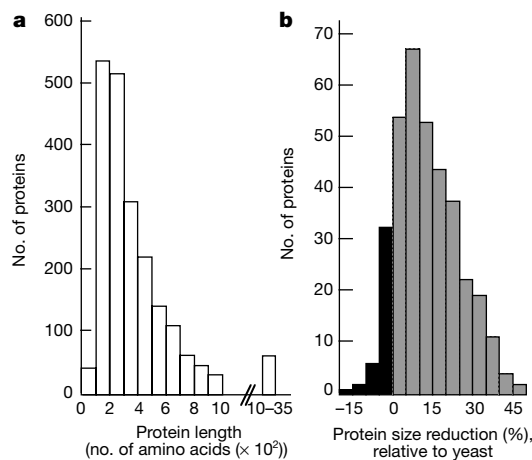 a
600
500
400
300
200
100
0
No. of proteins
0 2 4 6 8 10 10–35
Protein length
(no. of amino acids (× 10²))
b
70
60
50
40
30
20
10
0
No. of proteins
–15 0 15 30 45
Protein size reduction (%),
relative to yeast